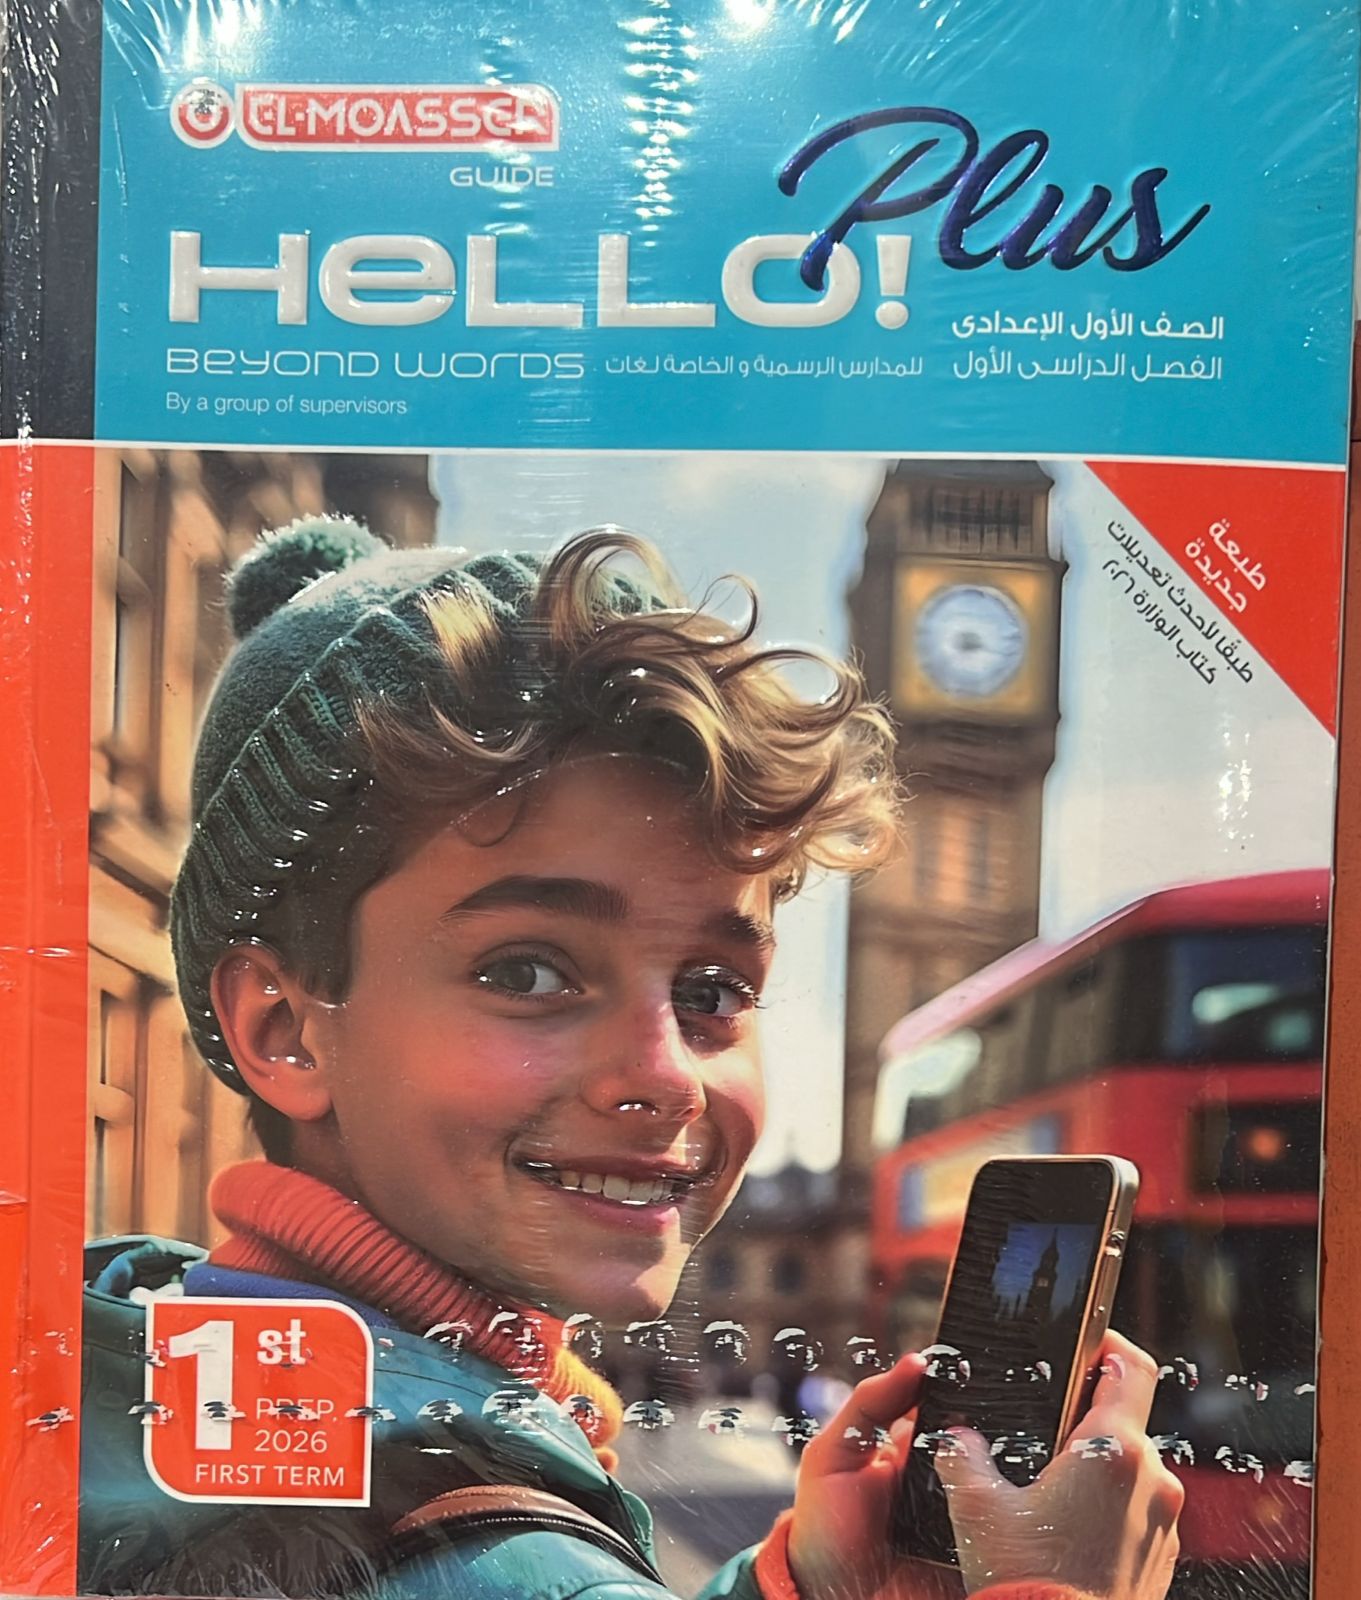 EL-MOASSER
GUIDE
HELLO! Plus
BEYOND WORDS
By a group of supervisors
الصف الأول الإعدادى
الفصل الدراسى الأول
للمدارس الرسمية و الخاصة لغات
طبعة
جديدة
طبقًا لأحدث تعديلات
كتاب الوزارة ٢٠٢٦
1st
PREP.
2026
FIRST TERM